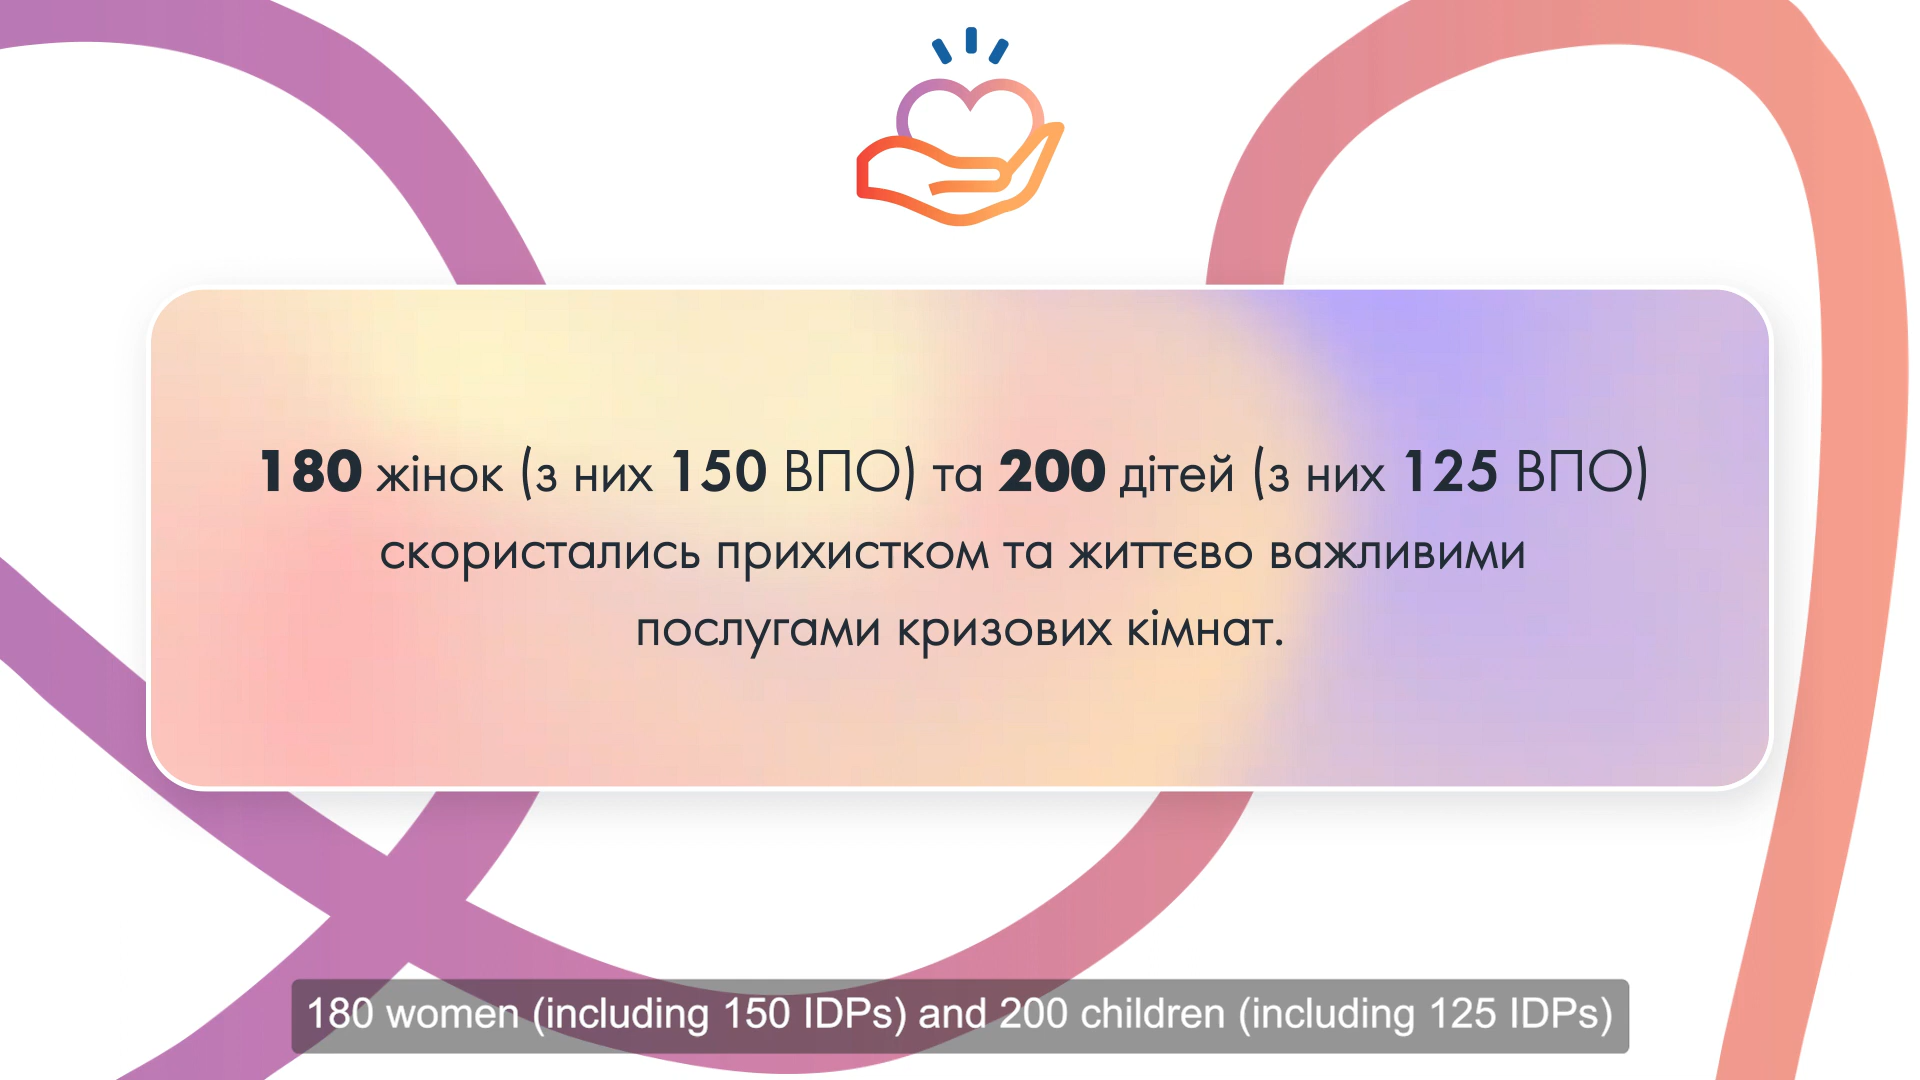 180 жінок (з них 150 ВПО) та 200 дітей (з них 125 ВПО)
скористались прихистком та життєво важливими
послугами кризових кімнат.
180 women (including 150 IDPs) and 200 children (including 125 IDPs)